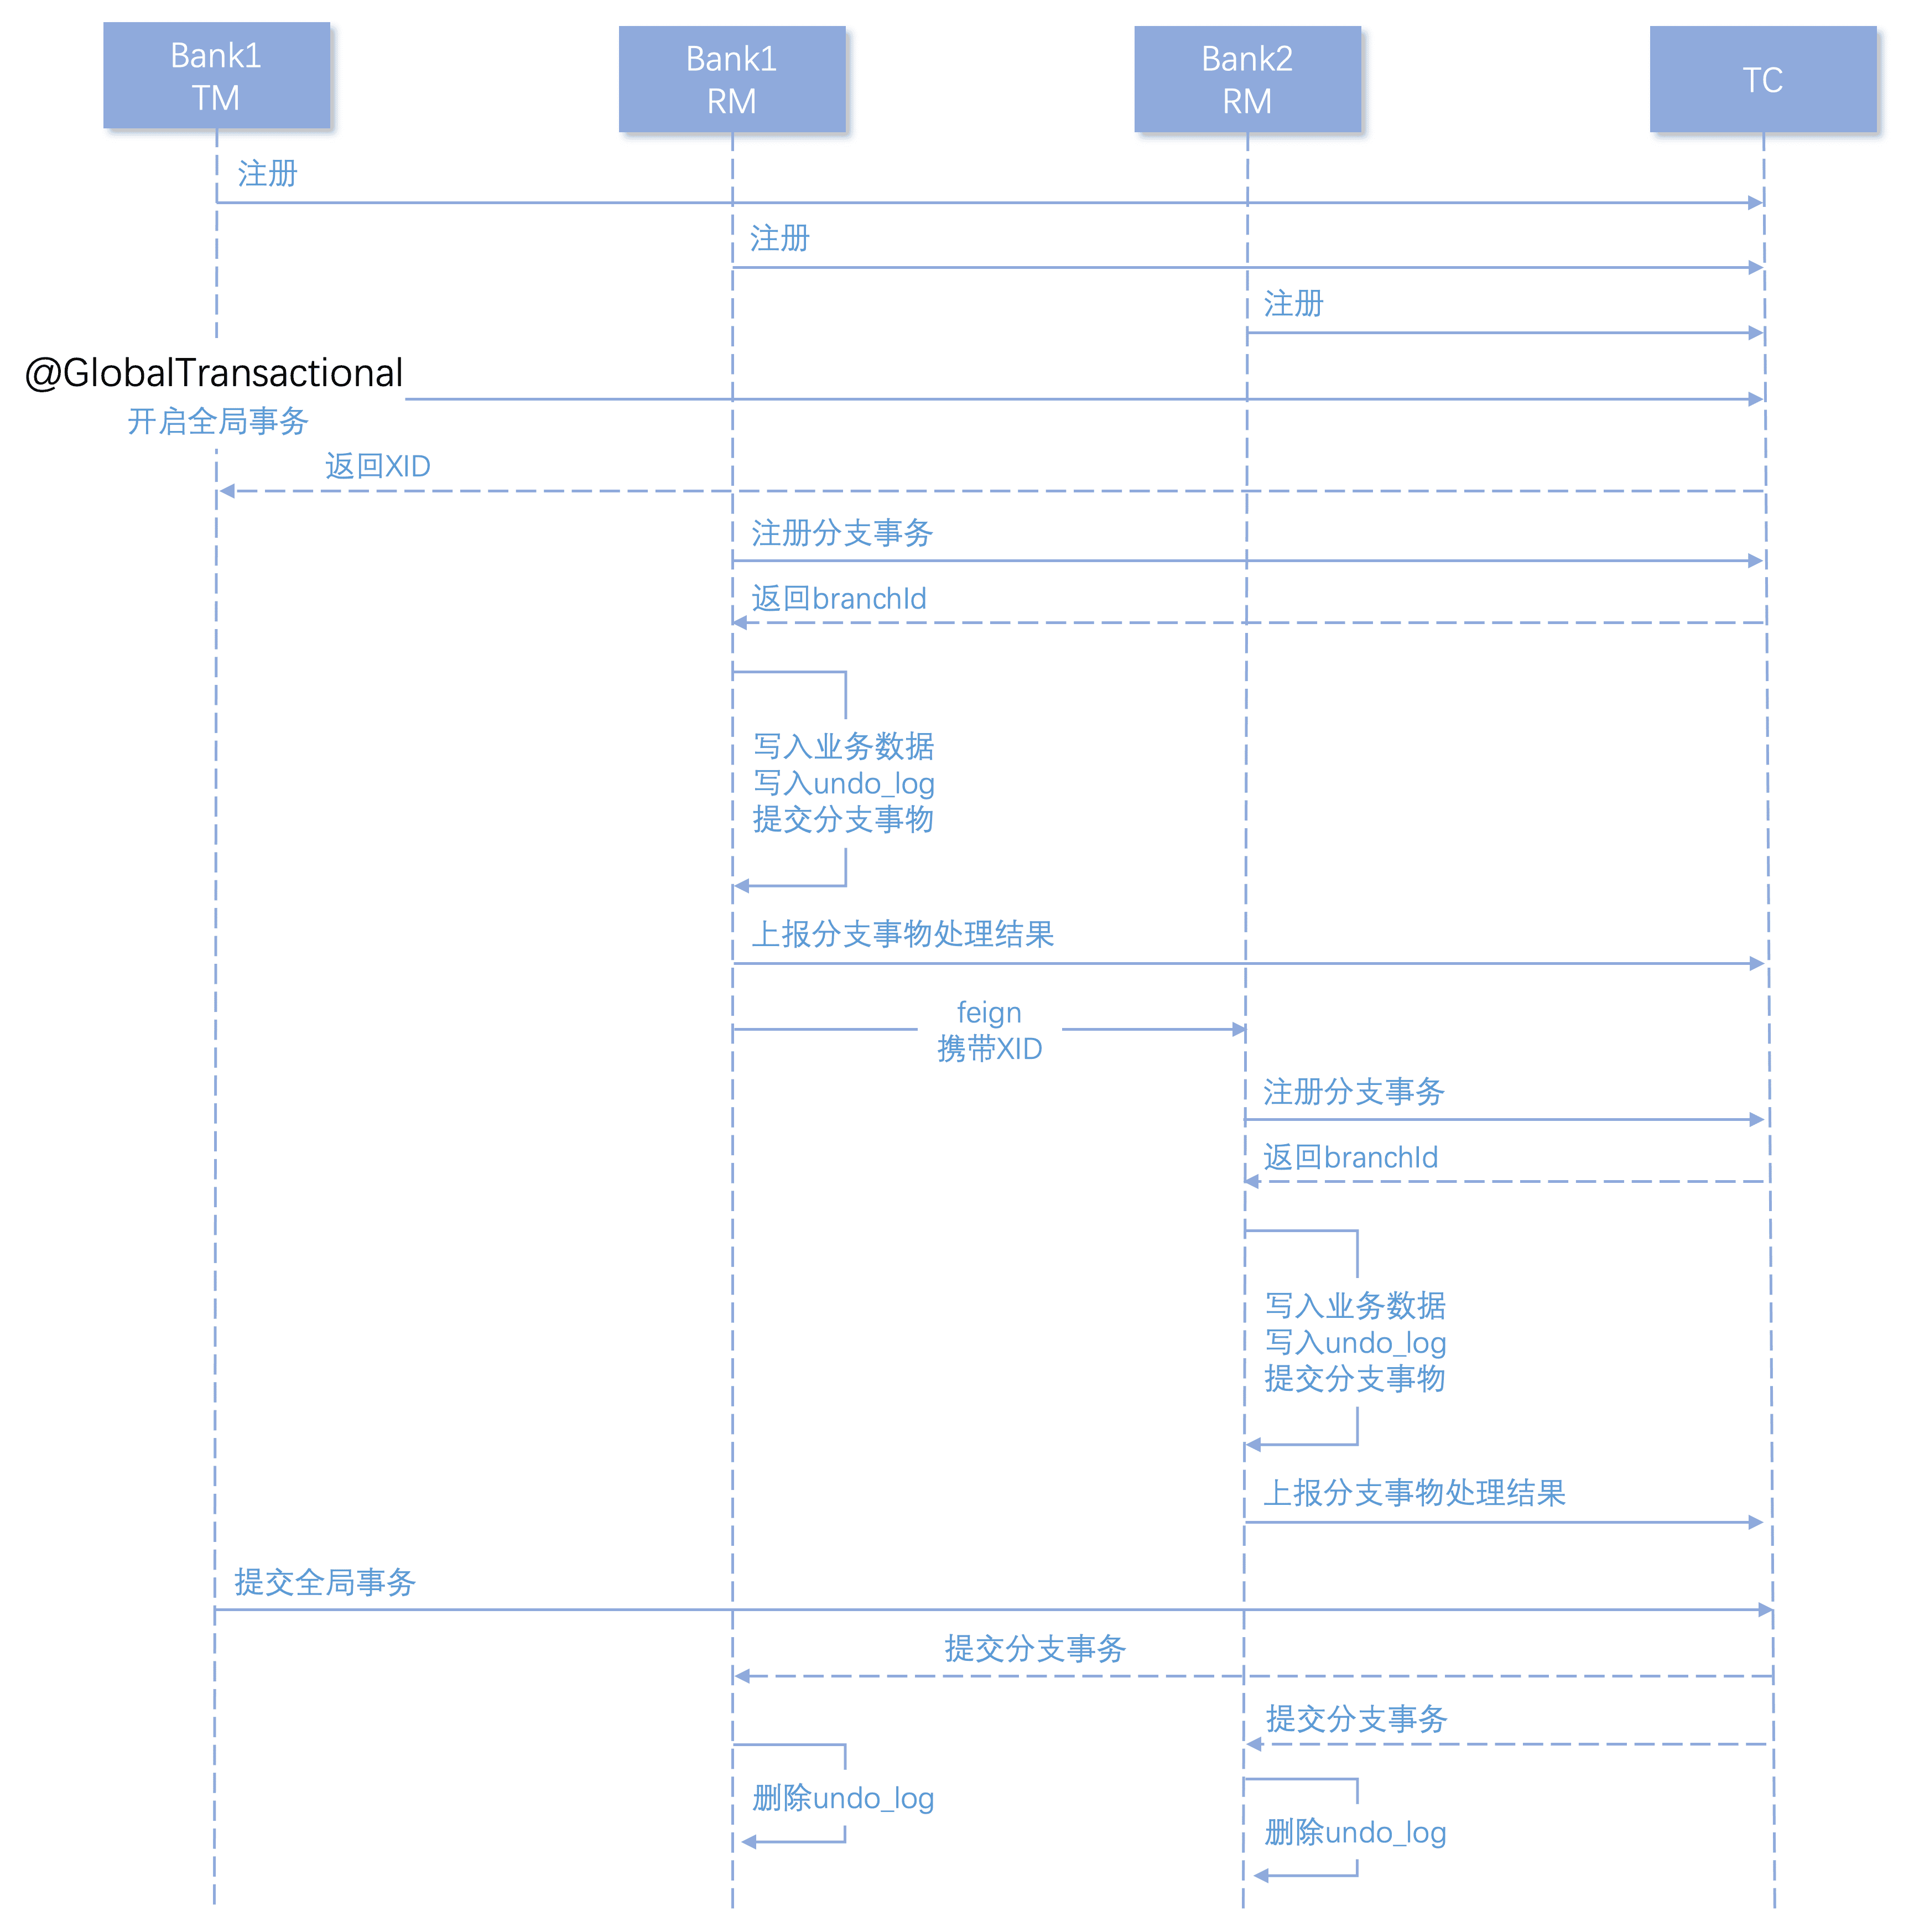 Bank1
TM
Bank1
RM
Bank2
RM
TC
注册
注册
注册
@GlobalTransactional
开启全局事务
返回XID
注册分支事务
返回branchId
写入业务数据
写入undo_log
提交分支事物
上报分支事物处理结果
feign
携带XID
注册分支事务
返回branchId
写入业务数据
写入undo_log
提交分支事物
上报分支事物处理结果
提交全局事务
提交分支事务
提交分支事务
删除undo_log
删除undo_log